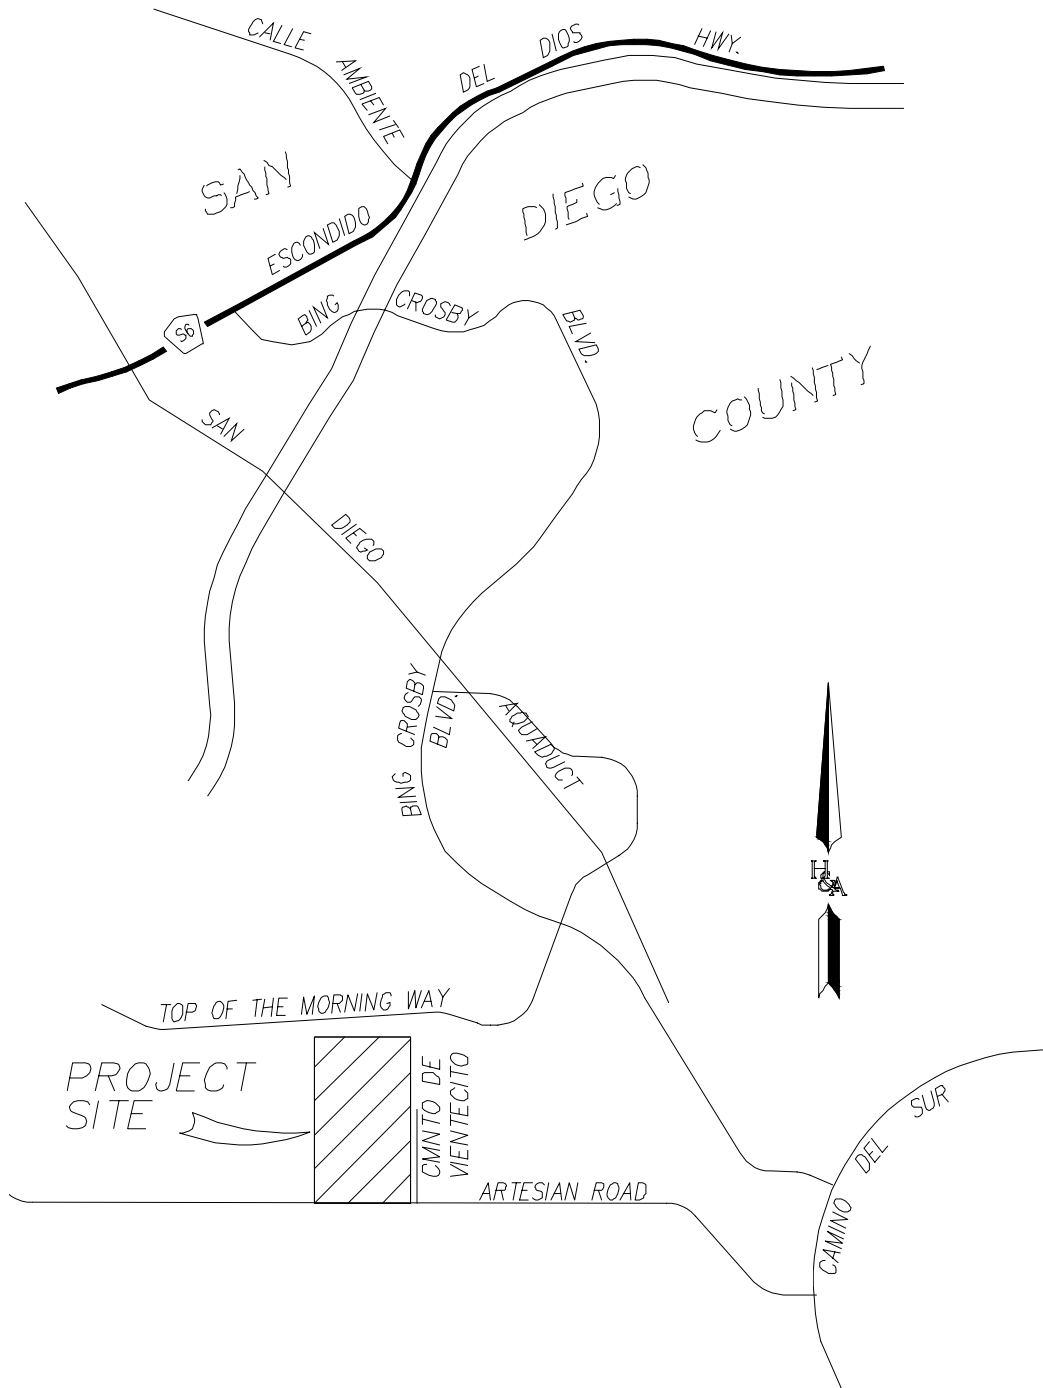 CALLE
AMBIENTE
DEL DIOS HWY.
SAN DIEGO COUNTY
ESCONDIDO
S6
BING CROSBY BLVD.
SAN DIEGO AQUADUCT
BING CROSBY
BLVD.
H&A
TOP OF THE MORNING WAY
PROJECT
SITE
CMNTO DE
VIENTECITO
ARTESIAN ROAD
CAMINO DEL SUR